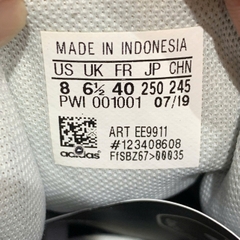 MADE IN INDONESIA
US UK FR JP CHN
8 6½ 40 250 245
PWI 001001 07/19
ART EE9911
#123408608
adidas
F1SBZ67>00035